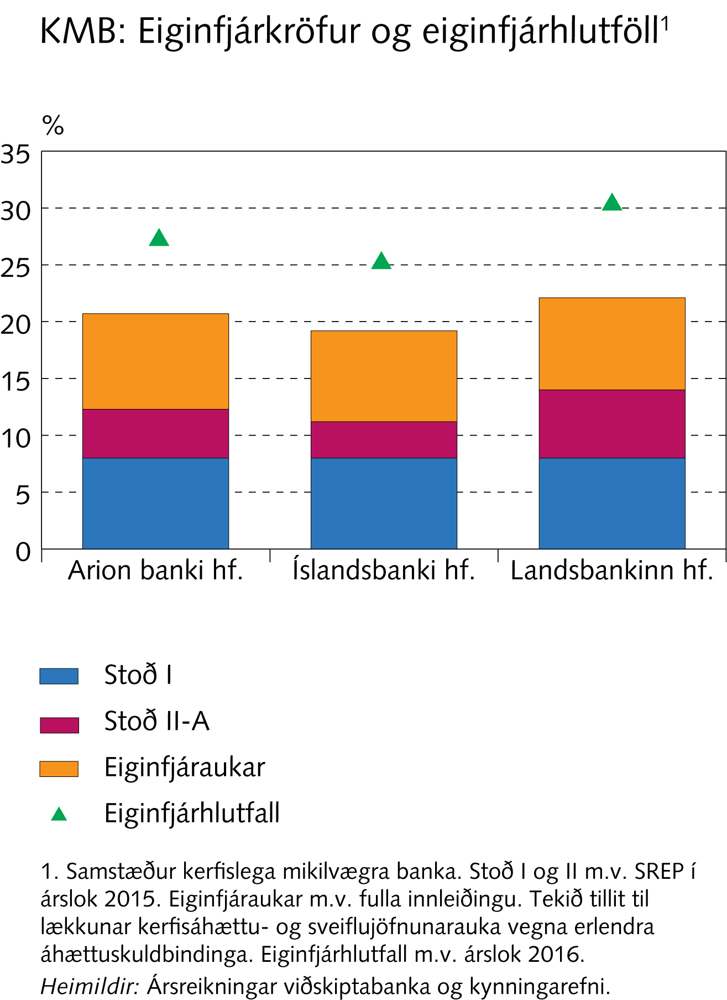 KMB: Eiginfjárkröfur og eiginfjárhlutföll¹
%
35
30
25
20
15
10
5
0
Arion banki hf. Íslandsbanki hf. Landsbankinn hf.
Stoð I
Stoð II-A
Eiginfjáraukar
Eiginfjárhlutfall
1. Samstæður kerfislega mikilvægra banka. Stoð I og II m.v. SREP í
árslok 2015. Eiginfjáraukar m.v. fulla innleiðingu. Tekið tillit til
lækkunar kerfisáhættu- og sveiflujöfnunarauka vegna erlendra
áhættuskuldbindinga. Eiginfjárhlutfall m.v. árslok 2016.
Heimildir: Ársreikningar viðskiptabanka og kynningarefni.